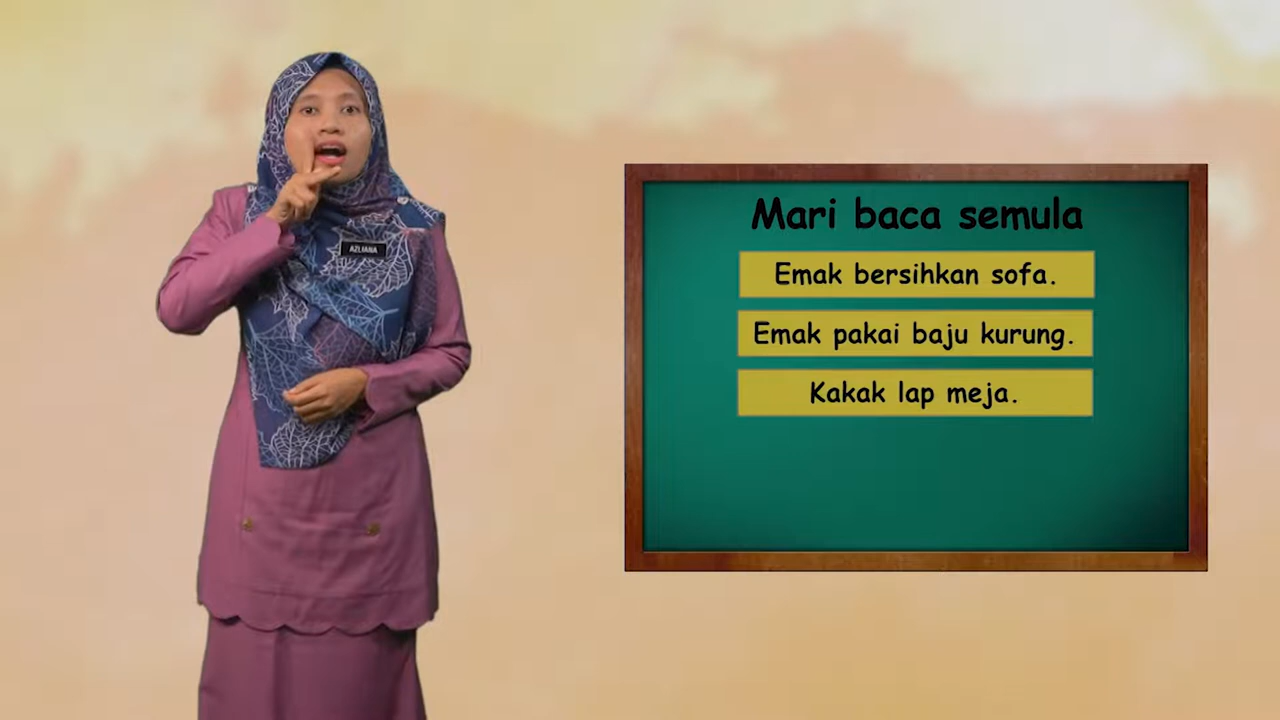 AZLIANA
Mari baca semula
Emak bersihkan sofa.
Emak pakai baju kurung.
Kakak lap meja.